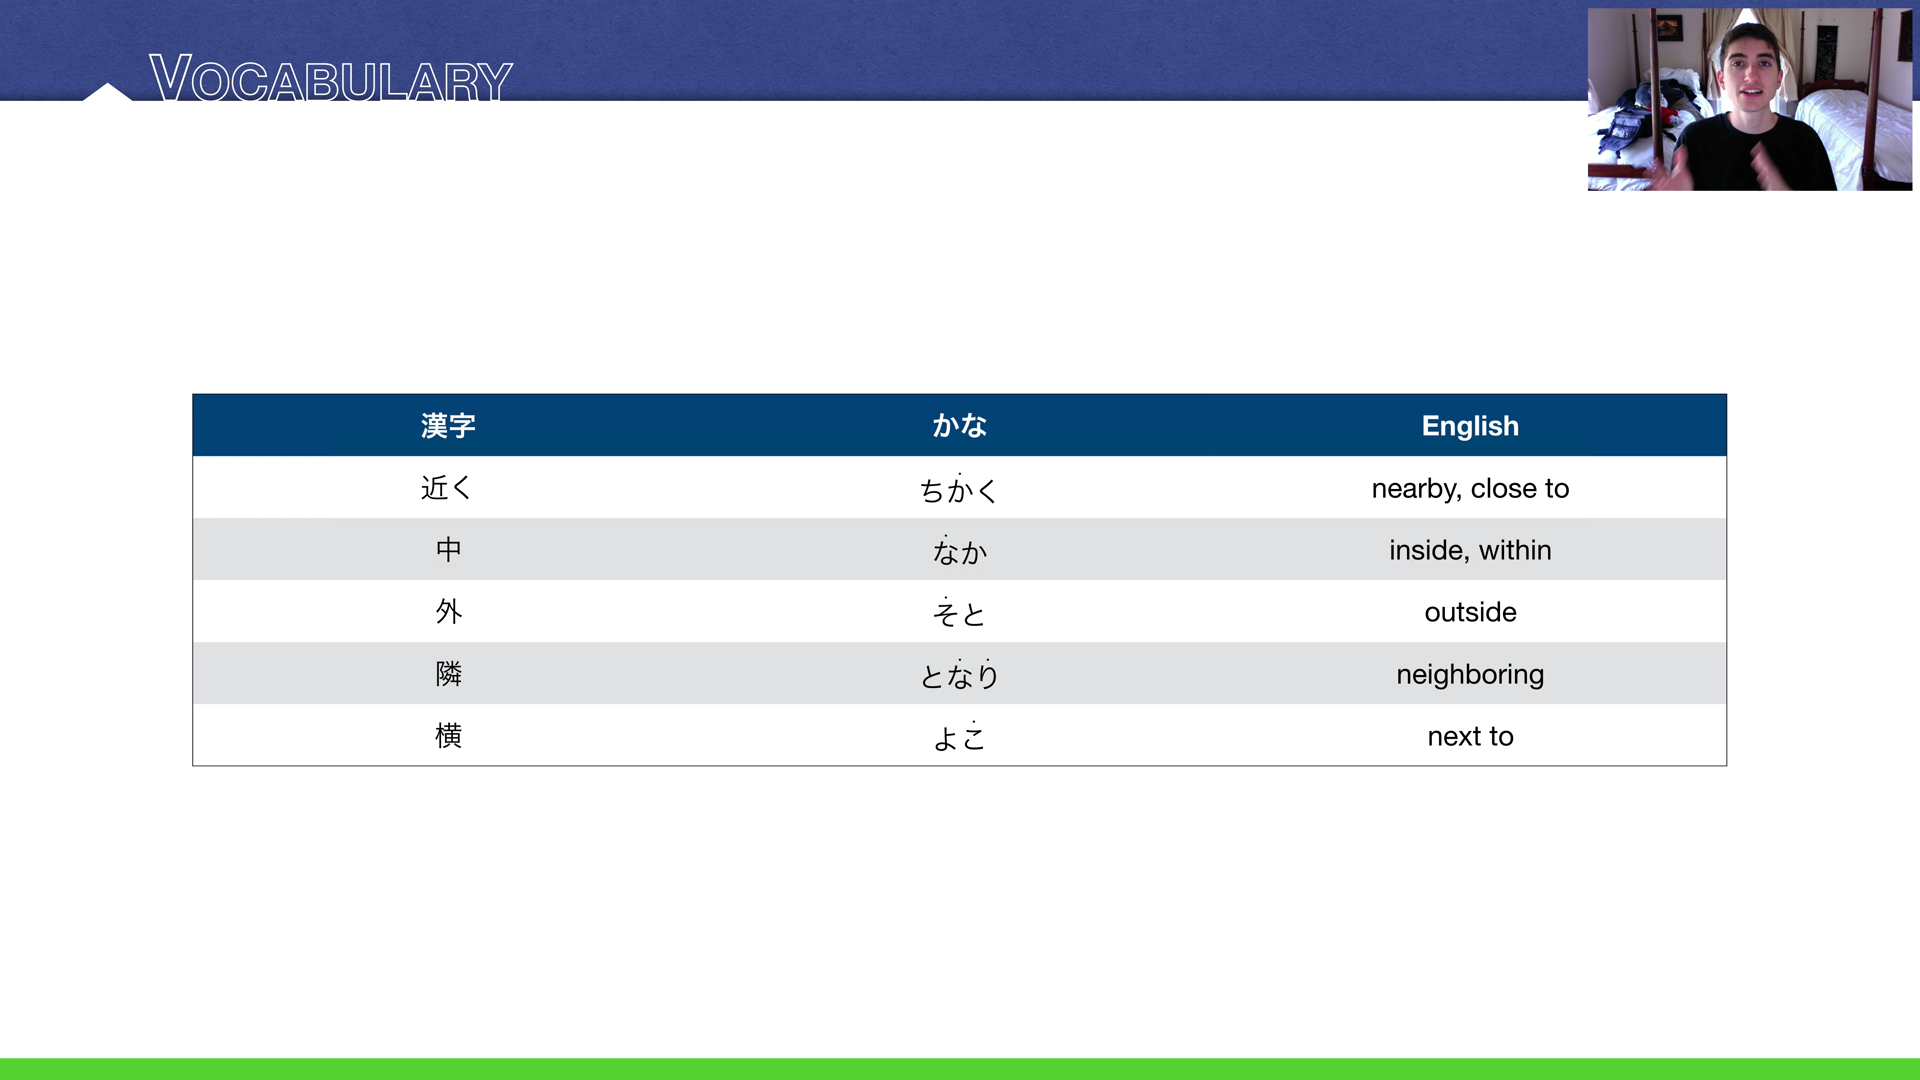 VOCABULARY
漢字 かな English
近く ちかく nearby, close to
中 なか inside, within
外 そと outside
隣 となり neighboring
横 よこ next to